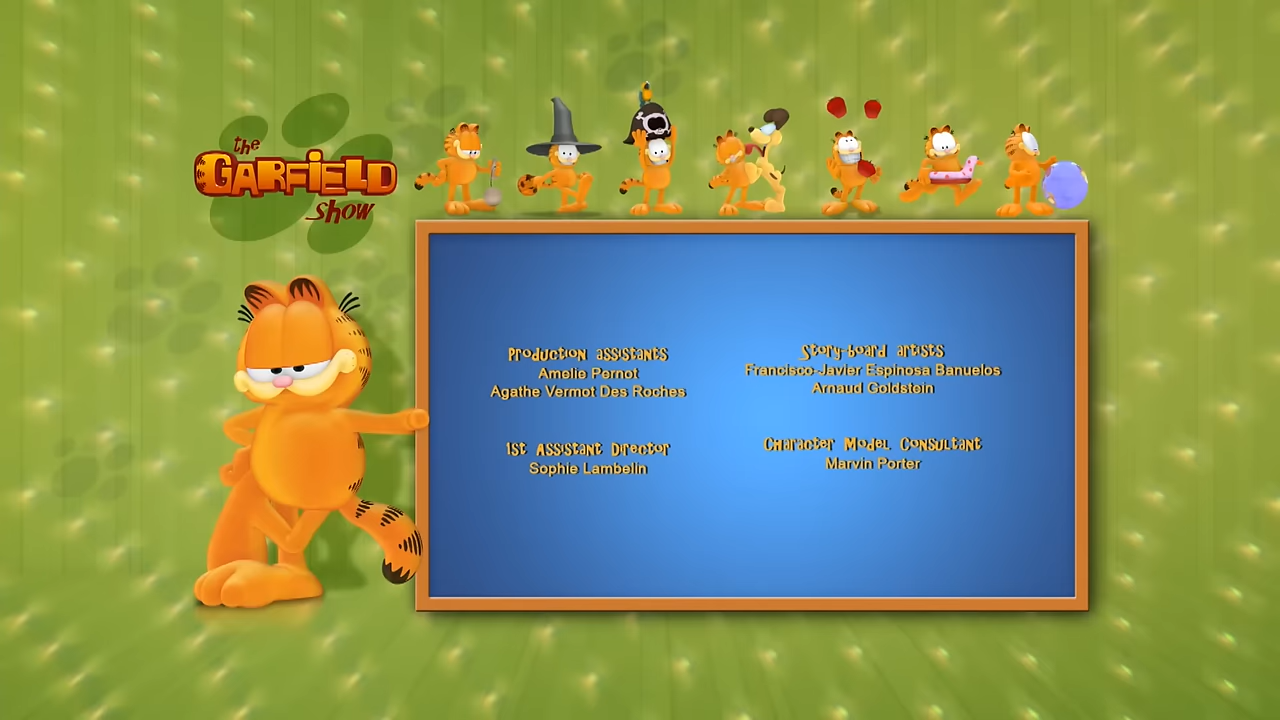 the
GARFIELD
show
Production assistants
Amelie Pernot
Agathe Vermot Des Roches
1st Assistant Director
Sophie Lambelin
Story-board artists
Francisco-Javier Espinosa Banuelos
Arnaud Goldstein
Character Model Consultant
Marvin Porter